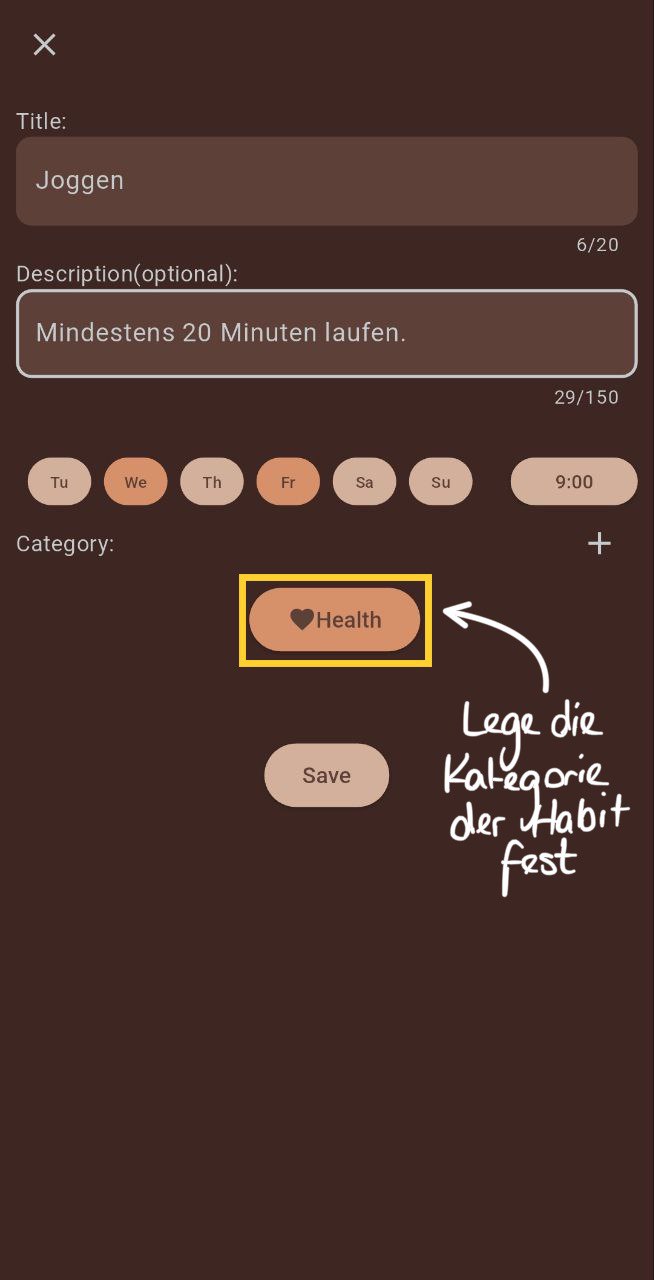 Title:
Joggen
6/20
Description(optional):
Mindestens 20 Minuten laufen.
29/150
Tu We Th Fr Sa Su 9:00
Category:
Health
Lege die
Kategorie
der Habit
fest
Save